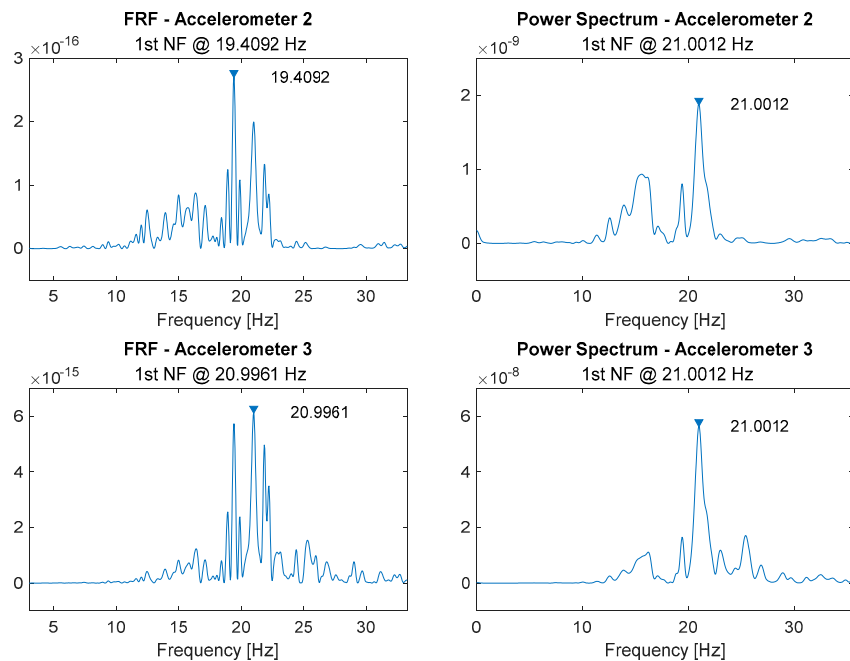 FRF - Accelerometer 2
1st NF @ 19.4092 Hz
×10⁻¹⁶
3
2
1
0
19.4092
5 10 15 20 25 30
Frequency [Hz]
Power Spectrum - Accelerometer 2
1st NF @ 21.0012 Hz
×10⁻⁹
2
1
0
21.0012
0 10 20 30
Frequency [Hz]
FRF - Accelerometer 3
1st NF @ 20.9961 Hz
×10⁻¹⁵
6
4
2
0
20.9961
5 10 15 20 25 30
Frequency [Hz]
Power Spectrum - Accelerometer 3
1st NF @ 21.0012 Hz
×10⁻⁸
6
4
2
0
21.0012
0 10 20 30
Frequency [Hz]